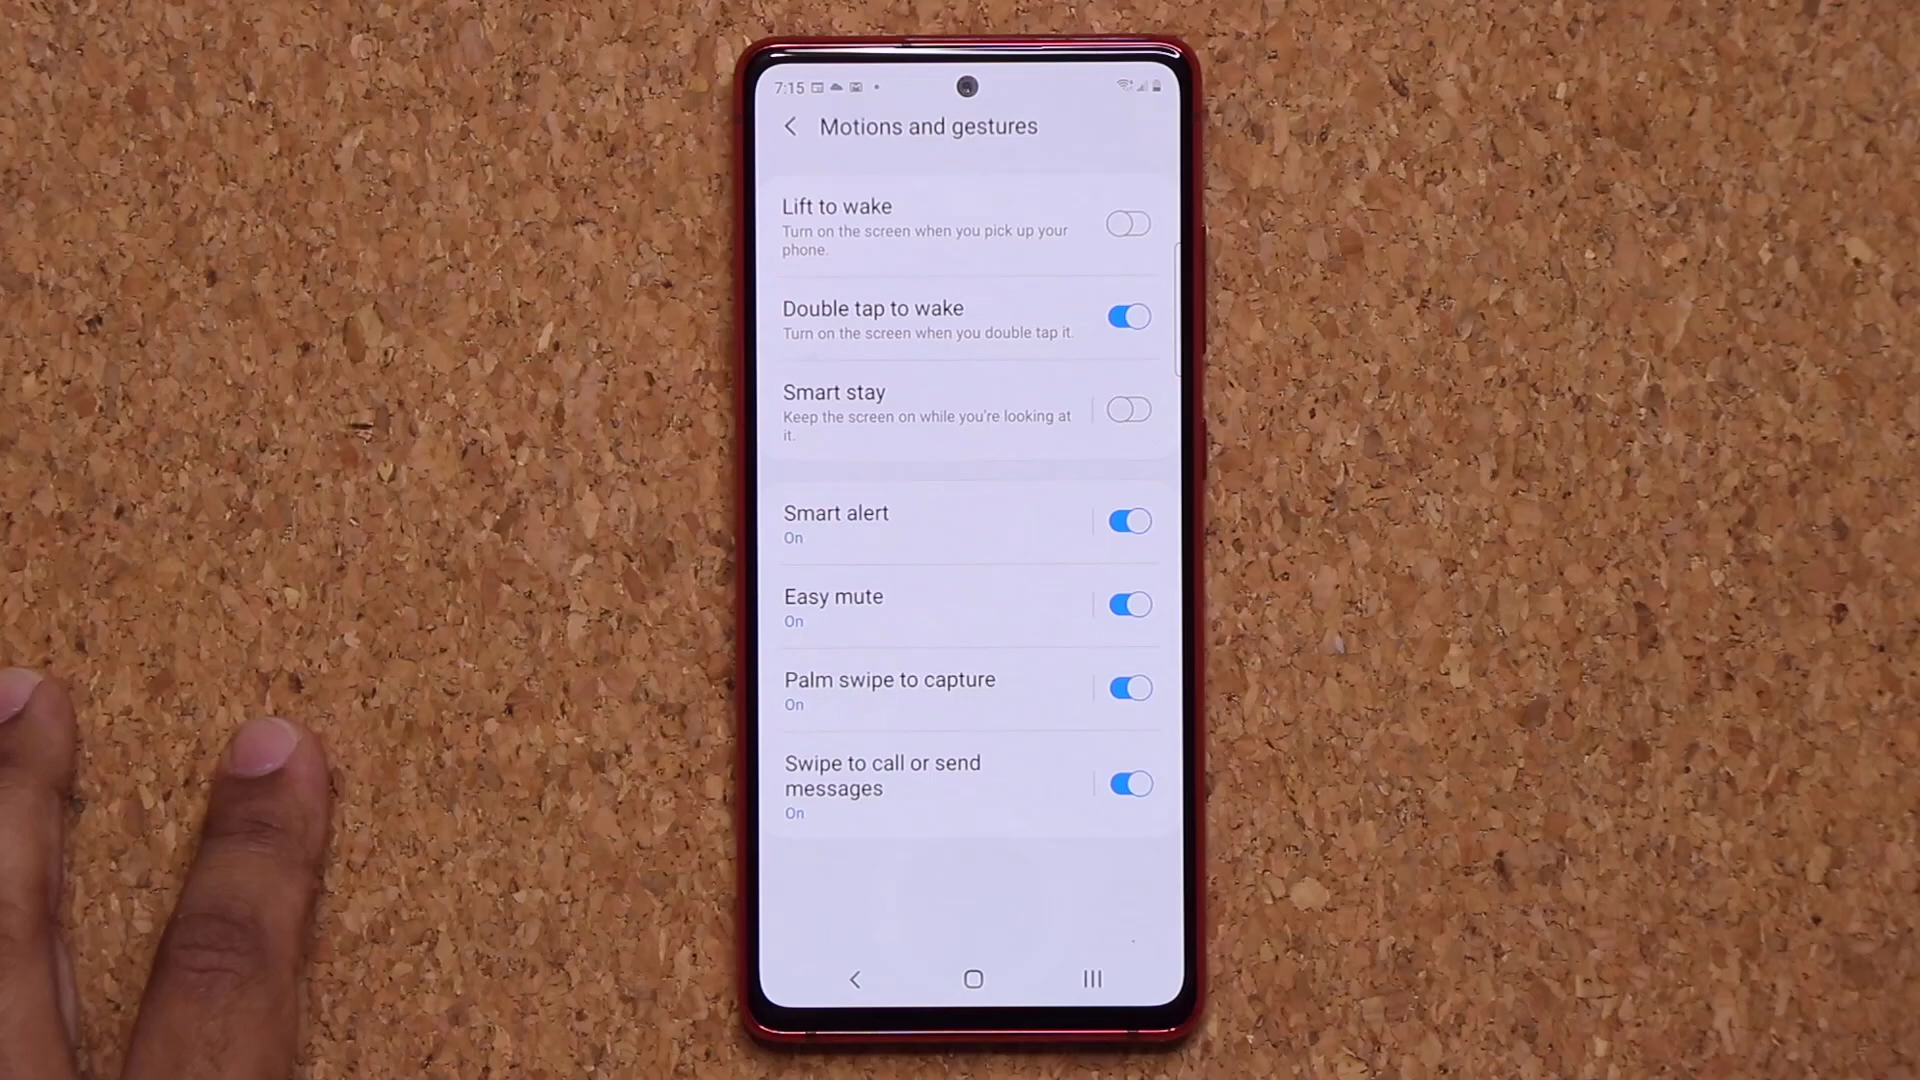 7:15
Motions and gestures
Lift to wake
Turn on the screen when you pick up your
phone.
Double tap to wake
Turn on the screen when you double tap it.
Smart stay
Keep the screen on while you're looking at
it.
Smart alert
On
Easy mute
On
Palm swipe to capture
On
Swipe to call or send
messages
On